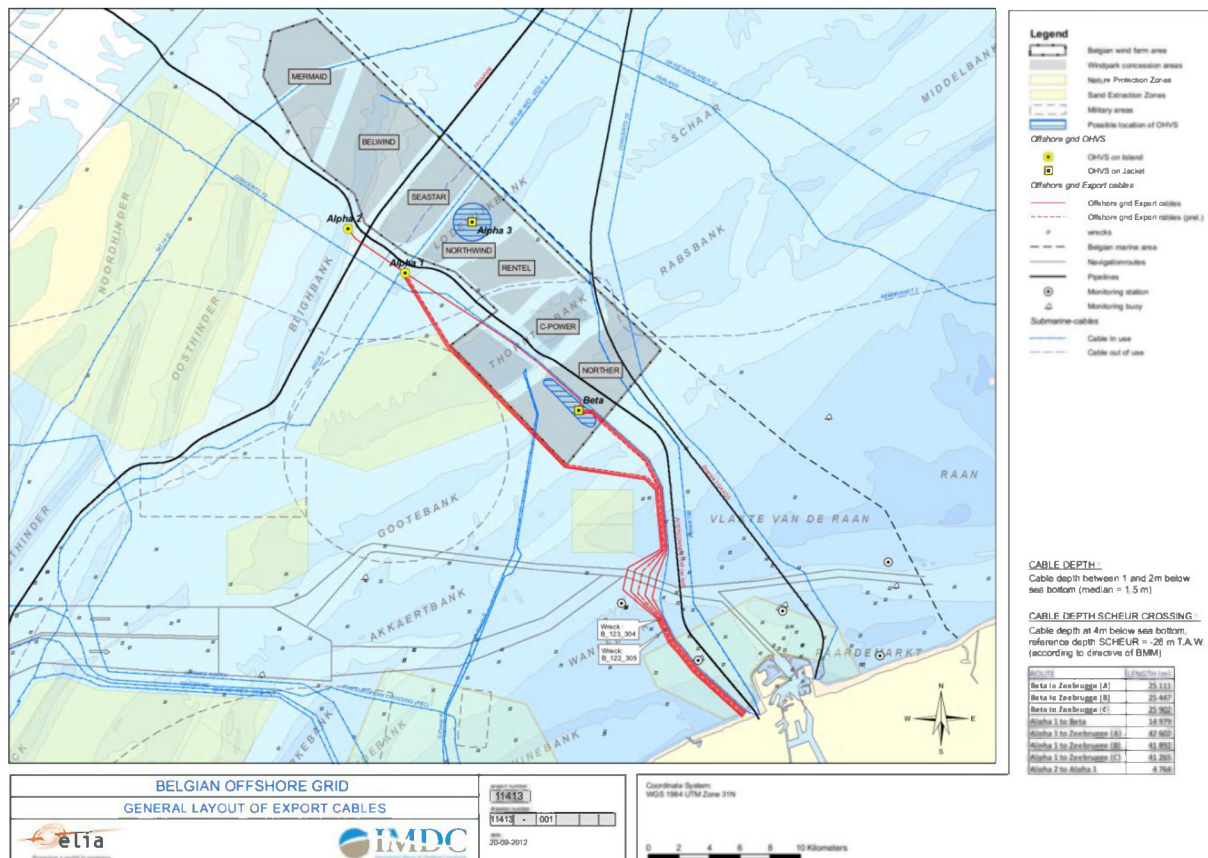 MERMAID
BELWIND
SEASTAR
Alpha 2
Alpha 3
NORTHWIND
Alpha 1
RENTEL
C-POWER
NORTHER
Beta
NOORDHINDER
OOSTHINDER
BLIGHBANK
SCHAAR
MIDDELBANK
RABSBANK
RAAN
VLAKTE VAN DE RAAN
GOOTEBANK
AKKAERTBANK
PAARDEMARKT
REMBRANDT 2
CONCERTO 1S
Wreck :
B_123_304
Wreck:
B_122_305
N
W
E
S
Legend
Belgian wind farm area
Windpark concession areas
Nature Protection Zones
Sand Extraction Zones
Military areas
Possible location of OHVS
Offshore grid OHVS
OHVS on Island
OHVS on Jacket
Offshore grid Export cables
Offshore grid Export cables
Offshore grid Export cables (prel.)
wrecks
Belgian marine area
Navigationroutes
Pipelines
Monitoring station
Monitoring buoy
Submarine-cables
Cable in use
Cable out of use
CABLE DEPTH :
Cable depth between 1 and 2m below
sea bottom (median = 1.5 m)
CABLE DEPTH SCHEUR CROSSING :
Cable depth at 4m below sea bottom,
reference depth SCHEUR = -26 m T.A.W
(according to directive of BMM)
ROUTE LENGTH (m)
Beta to Zeebrugge (A) 25 111
Beta to Zeebrugge (B) 25 447
Beta to Zeebrugge (C) 25 902
Alpha 1 to Beta 14 979
Alpha 1 to Zeebrugge (A) 42 602
Alpha 1 to Zeebrugge (B) 41 892
Alpha 1 to Zeebrugge (C) 41 265
Alpha 2 to Alpha 1 4 764
BELGIAN OFFSHORE GRID
GENERAL LAYOUT OF EXPORT CABLES
elia
IMDC
project number
11413
11413 - 001
date
20-09-2012
Coordinate System:
WGS 1984 UTM Zone 31N
0 2 4 6 8 10 Kilometers